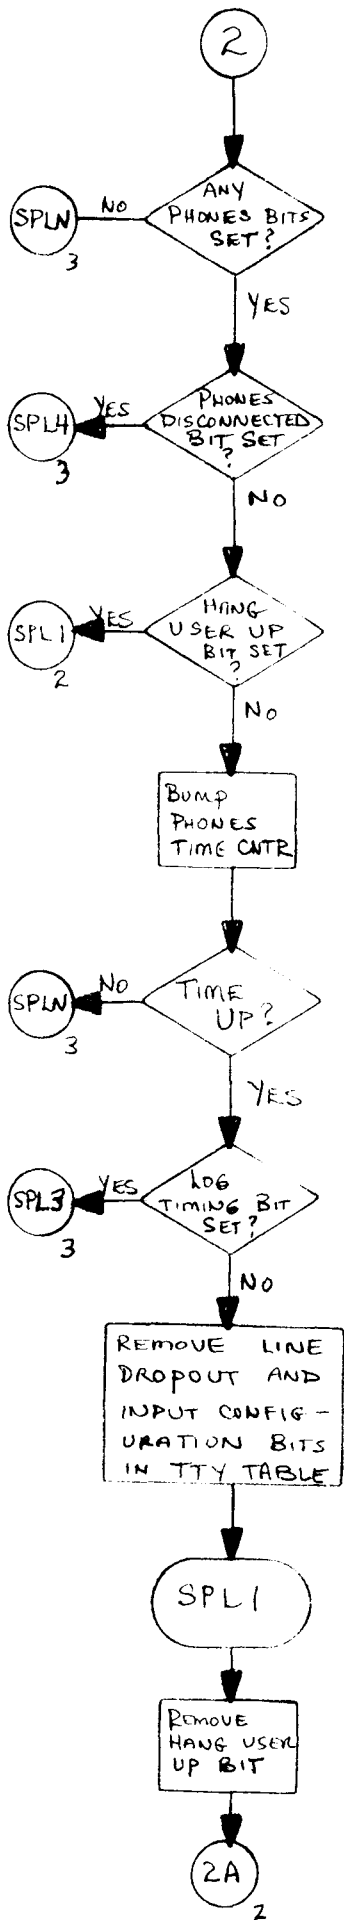 2
ANY
PHONES BITS
SET?
NO
SPLN
3
YES
PHONES
DISCONNECTED
BIT SET
?
YES
SPL4
3
NO
HANG
USER UP
BIT SET
?
YES
SPL1
2
NO
BUMP
PHONES
TIME CNTR
TIME
UP?
NO
SPLN
3
YES
LOG
TIMING BIT
SET?
YES
SPL3
3
NO
REMOVE LINE
DROPOUT AND
INPUT CONFIG-
URATION BITS
IN TTY TABLE
SPL1
REMOVE
HANG USER
UP BIT
2A
2